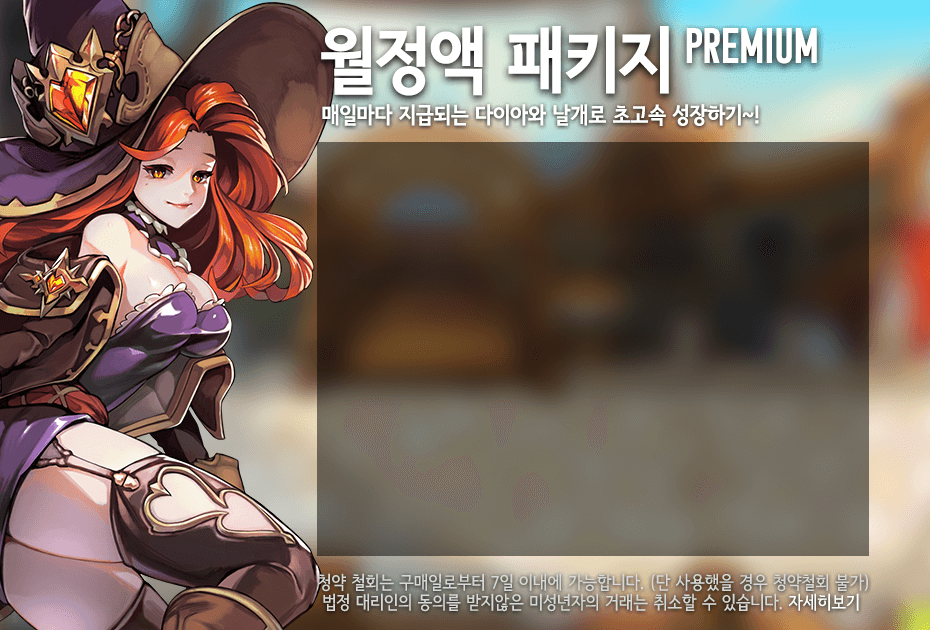 월정액 패키지 PREMIUM
매일마다 지급되는 다이아와 날개로 초고속 성장하기~!
청약 철회는 구매일로부터 7일 이내에 가능합니다. (단 사용했을 경우 청약철회 불가)
법정 대리인의 동의를 받지않은 미성년자의 거래는 취소할 수 있습니다. 자세히보기